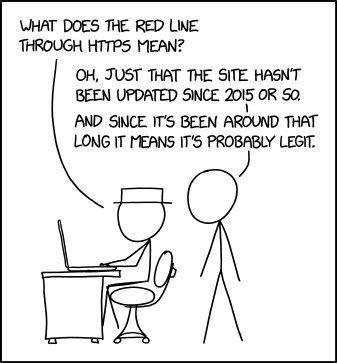 WHAT DOES THE RED LINE
THROUGH HTTPS MEAN?
OH, JUST THAT THE SITE HASN'T
BEEN UPDATED SINCE 2015 OR SO.
AND SINCE IT'S BEEN AROUND THAT
LONG IT MEANS IT'S PROBABLY LEGIT.